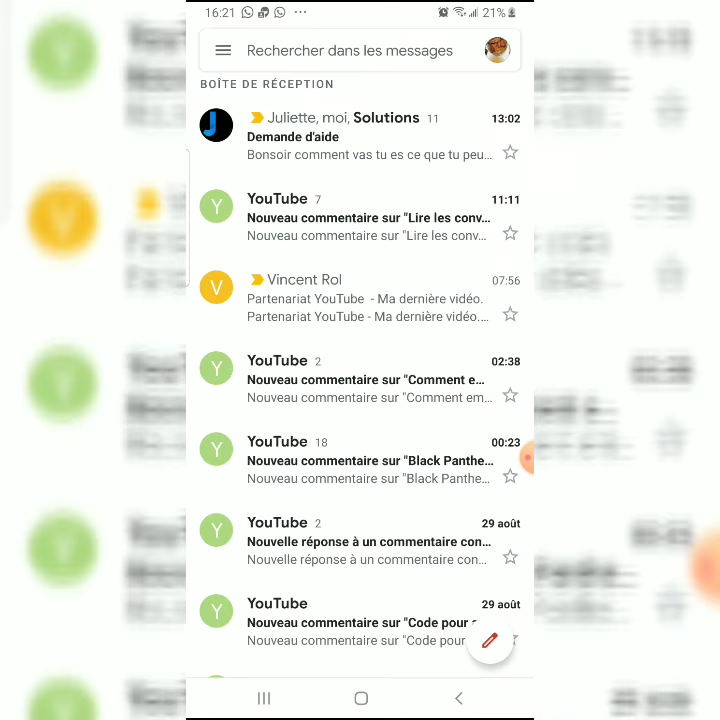 16:21 21%
Rechercher dans les messages
BOÎTE DE RÉCEPTION
J Juliette, moi, Solutions 11 13:02
Demande d'aide
Bonsoir comment vas tu es ce que tu peu...
Y YouTube 7 11:11
Nouveau commentaire sur "Lire les conv...
Nouveau commentaire sur "Lire les conv...
V Vincent Rol 07:56
Partenariat YouTube - Ma dernière vidéo.
Partenariat YouTube - Ma dernière vidéo....
Y YouTube 2 02:38
Nouveau commentaire sur "Comment e...
Nouveau commentaire sur "Comment em...
Y YouTube 18 00:23
Nouveau commentaire sur "Black Panthe...
Nouveau commentaire sur "Black Panthe...
Y YouTube 2 29 août
Nouvelle réponse à un commentaire con...
Nouvelle réponse à un commentaire con...
Y YouTube 29 août
Nouveau commentaire sur "Code pour
Nouveau commentaire sur "Code pour